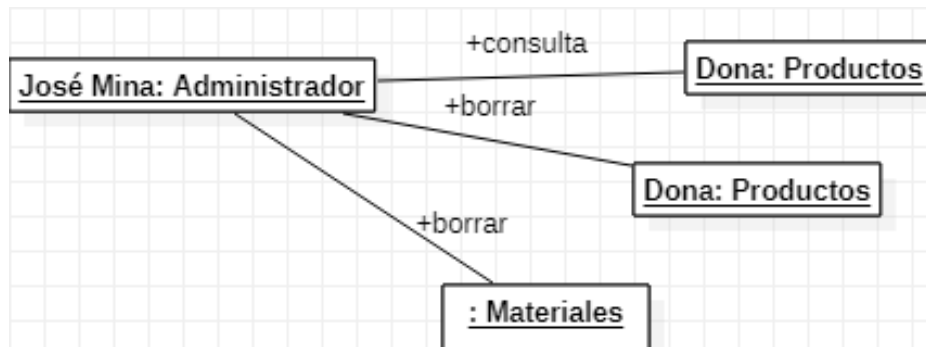 +consulta
Dona: Productos
José Mina: Administrador
+borrar
Dona: Productos
+borrar
: Materiales